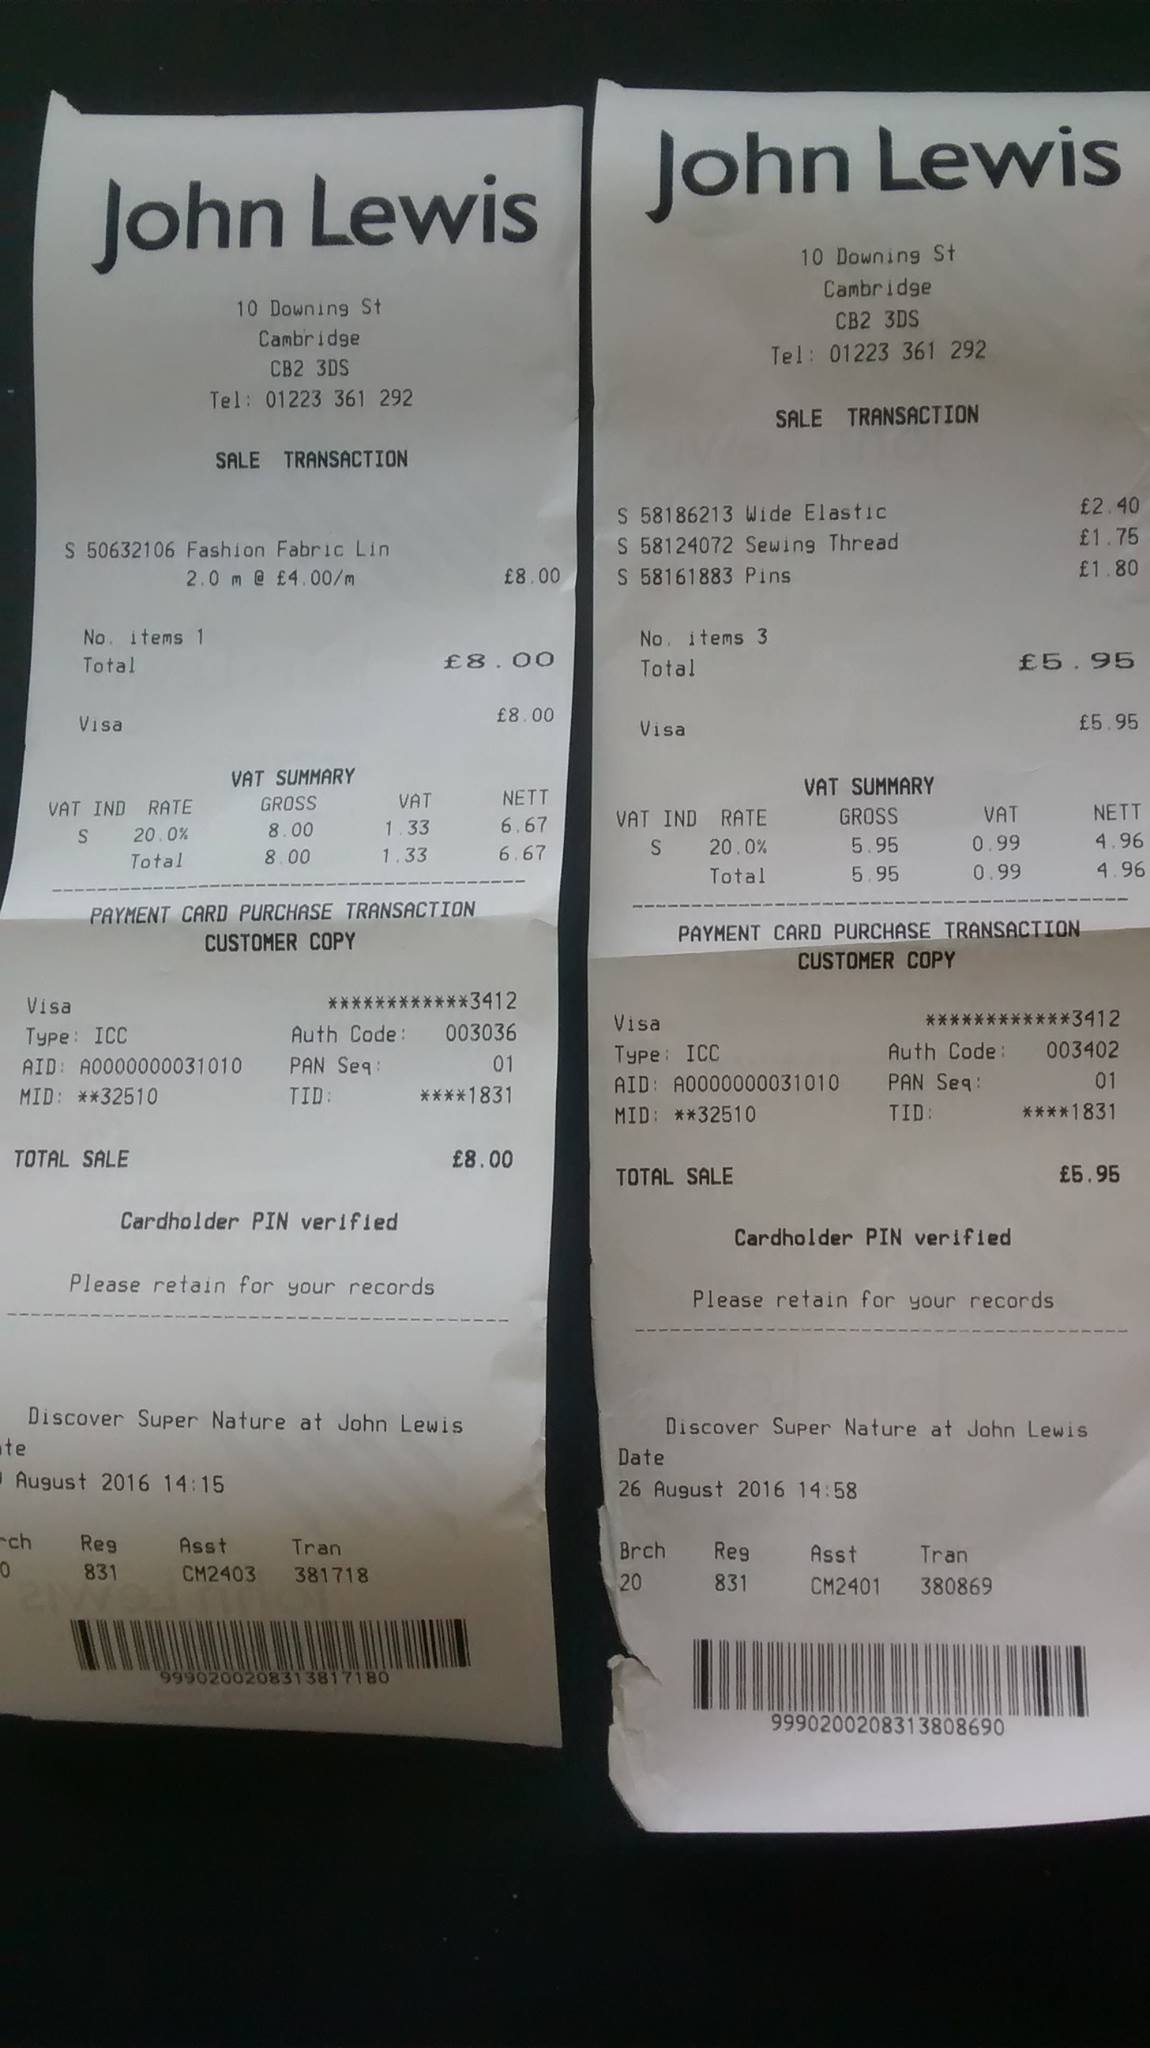 John Lewis
10 Downing St
Cambridge
CB2 3DS
Tel: 01223 361 292
SALE TRANSACTION
S 50632106 Fashion Fabric Lin
2.0 m @ £4.00/m £8.00
No. items 1
Total £8.00
Visa £8.00
VAT SUMMARY
VAT IND RATE GROSS VAT NETT
S 20.0% 8.00 1.33 6.67
Total 8.00 1.33 6.67
PAYMENT CARD PURCHASE TRANSACTION
CUSTOMER COPY
Visa ************3412
Type: ICC Auth Code: 003036
AID: A0000000031010 PAN Seq: 01
MID: **32510 TID: ****1831
TOTAL SALE £8.00
Cardholder PIN verified
Please retain for your records
Discover Super Nature at John Lewis
August 2016 14:15
Reg Asst Tran
831 CM2403 381718
9990200208313817180
John Lewis
10 Downing St
Cambridge
CB2 3DS
Tel: 01223 361 292
SALE TRANSACTION
S 58186213 Wide Elastic £2.40
S 58124072 Sewing Thread £1.75
S 58161883 Pins £1.80
No. items 3
Total £5.95
Visa £5.95
VAT SUMMARY
VAT IND RATE GROSS VAT NETT
S 20.0% 5.95 0.99 4.96
Total 5.95 0.99 4.96
PAYMENT CARD PURCHASE TRANSACTION
CUSTOMER COPY
Visa ************3412
Type: ICC Auth Code: 003402
AID: A0000000031010 PAN Seq: 01
MID: **32510 TID: ****1831
TOTAL SALE £5.95
Cardholder PIN verified
Please retain for your records
Discover Super Nature at John Lewis
Date
26 August 2016 14:58
Brch Reg Asst Tran
20 831 CM2401 380869
9990200208313808690